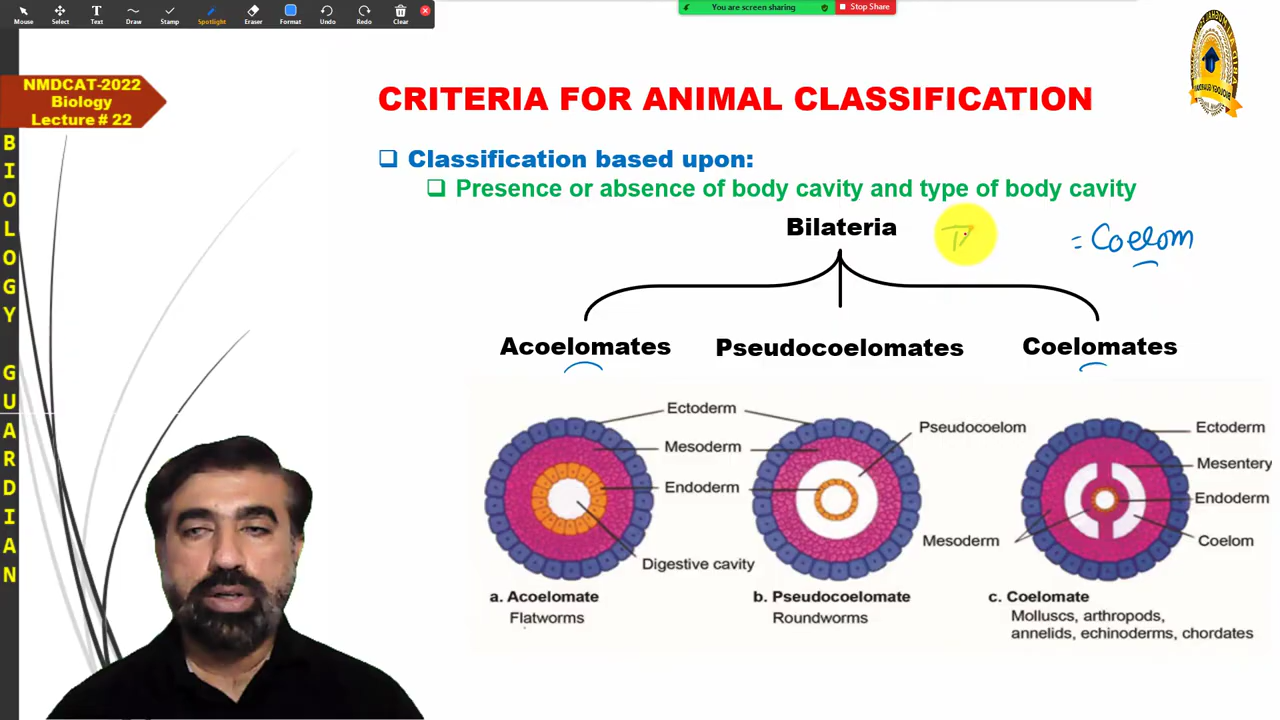 Mouse Select Text Draw Stamp Spotlight Eraser Format Undo Redo Clear
You are screen sharing Stop Share
NMDCAT-2022
Biology
Lecture # 22
BIOLOGY GUARDIAN
CRITERIA FOR ANIMAL CLASSIFICATION
Classification based upon:
Presence or absence of body cavity and type of body cavity
Bilateria
= Coelom
Acoelomates Pseudocoelomates Coelomates
Ectoderm
Mesoderm
Endoderm
Digestive cavity
Pseudocoelom
Mesoderm
Ectoderm
Mesentery
Endoderm
Coelom
a. Acoelomate
Flatworms
b. Pseudocoelomate
Roundworms
c. Coelomate
Molluscs, arthropods,
annelids, echinoderms, chordates